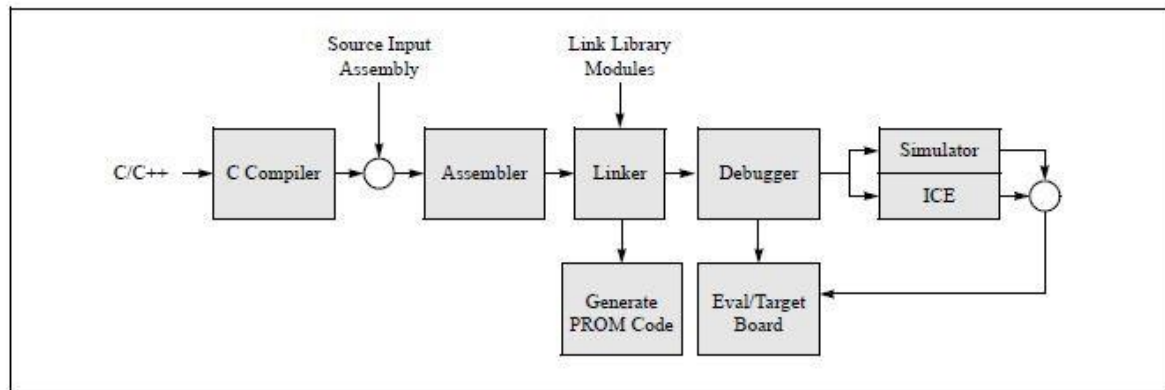 Source Input
Assembly
Link Library
Modules
C/C++
C Compiler
Assembler
Linker
Debugger
Simulator
ICE
Generate
PROM Code
Eval/Target
Board